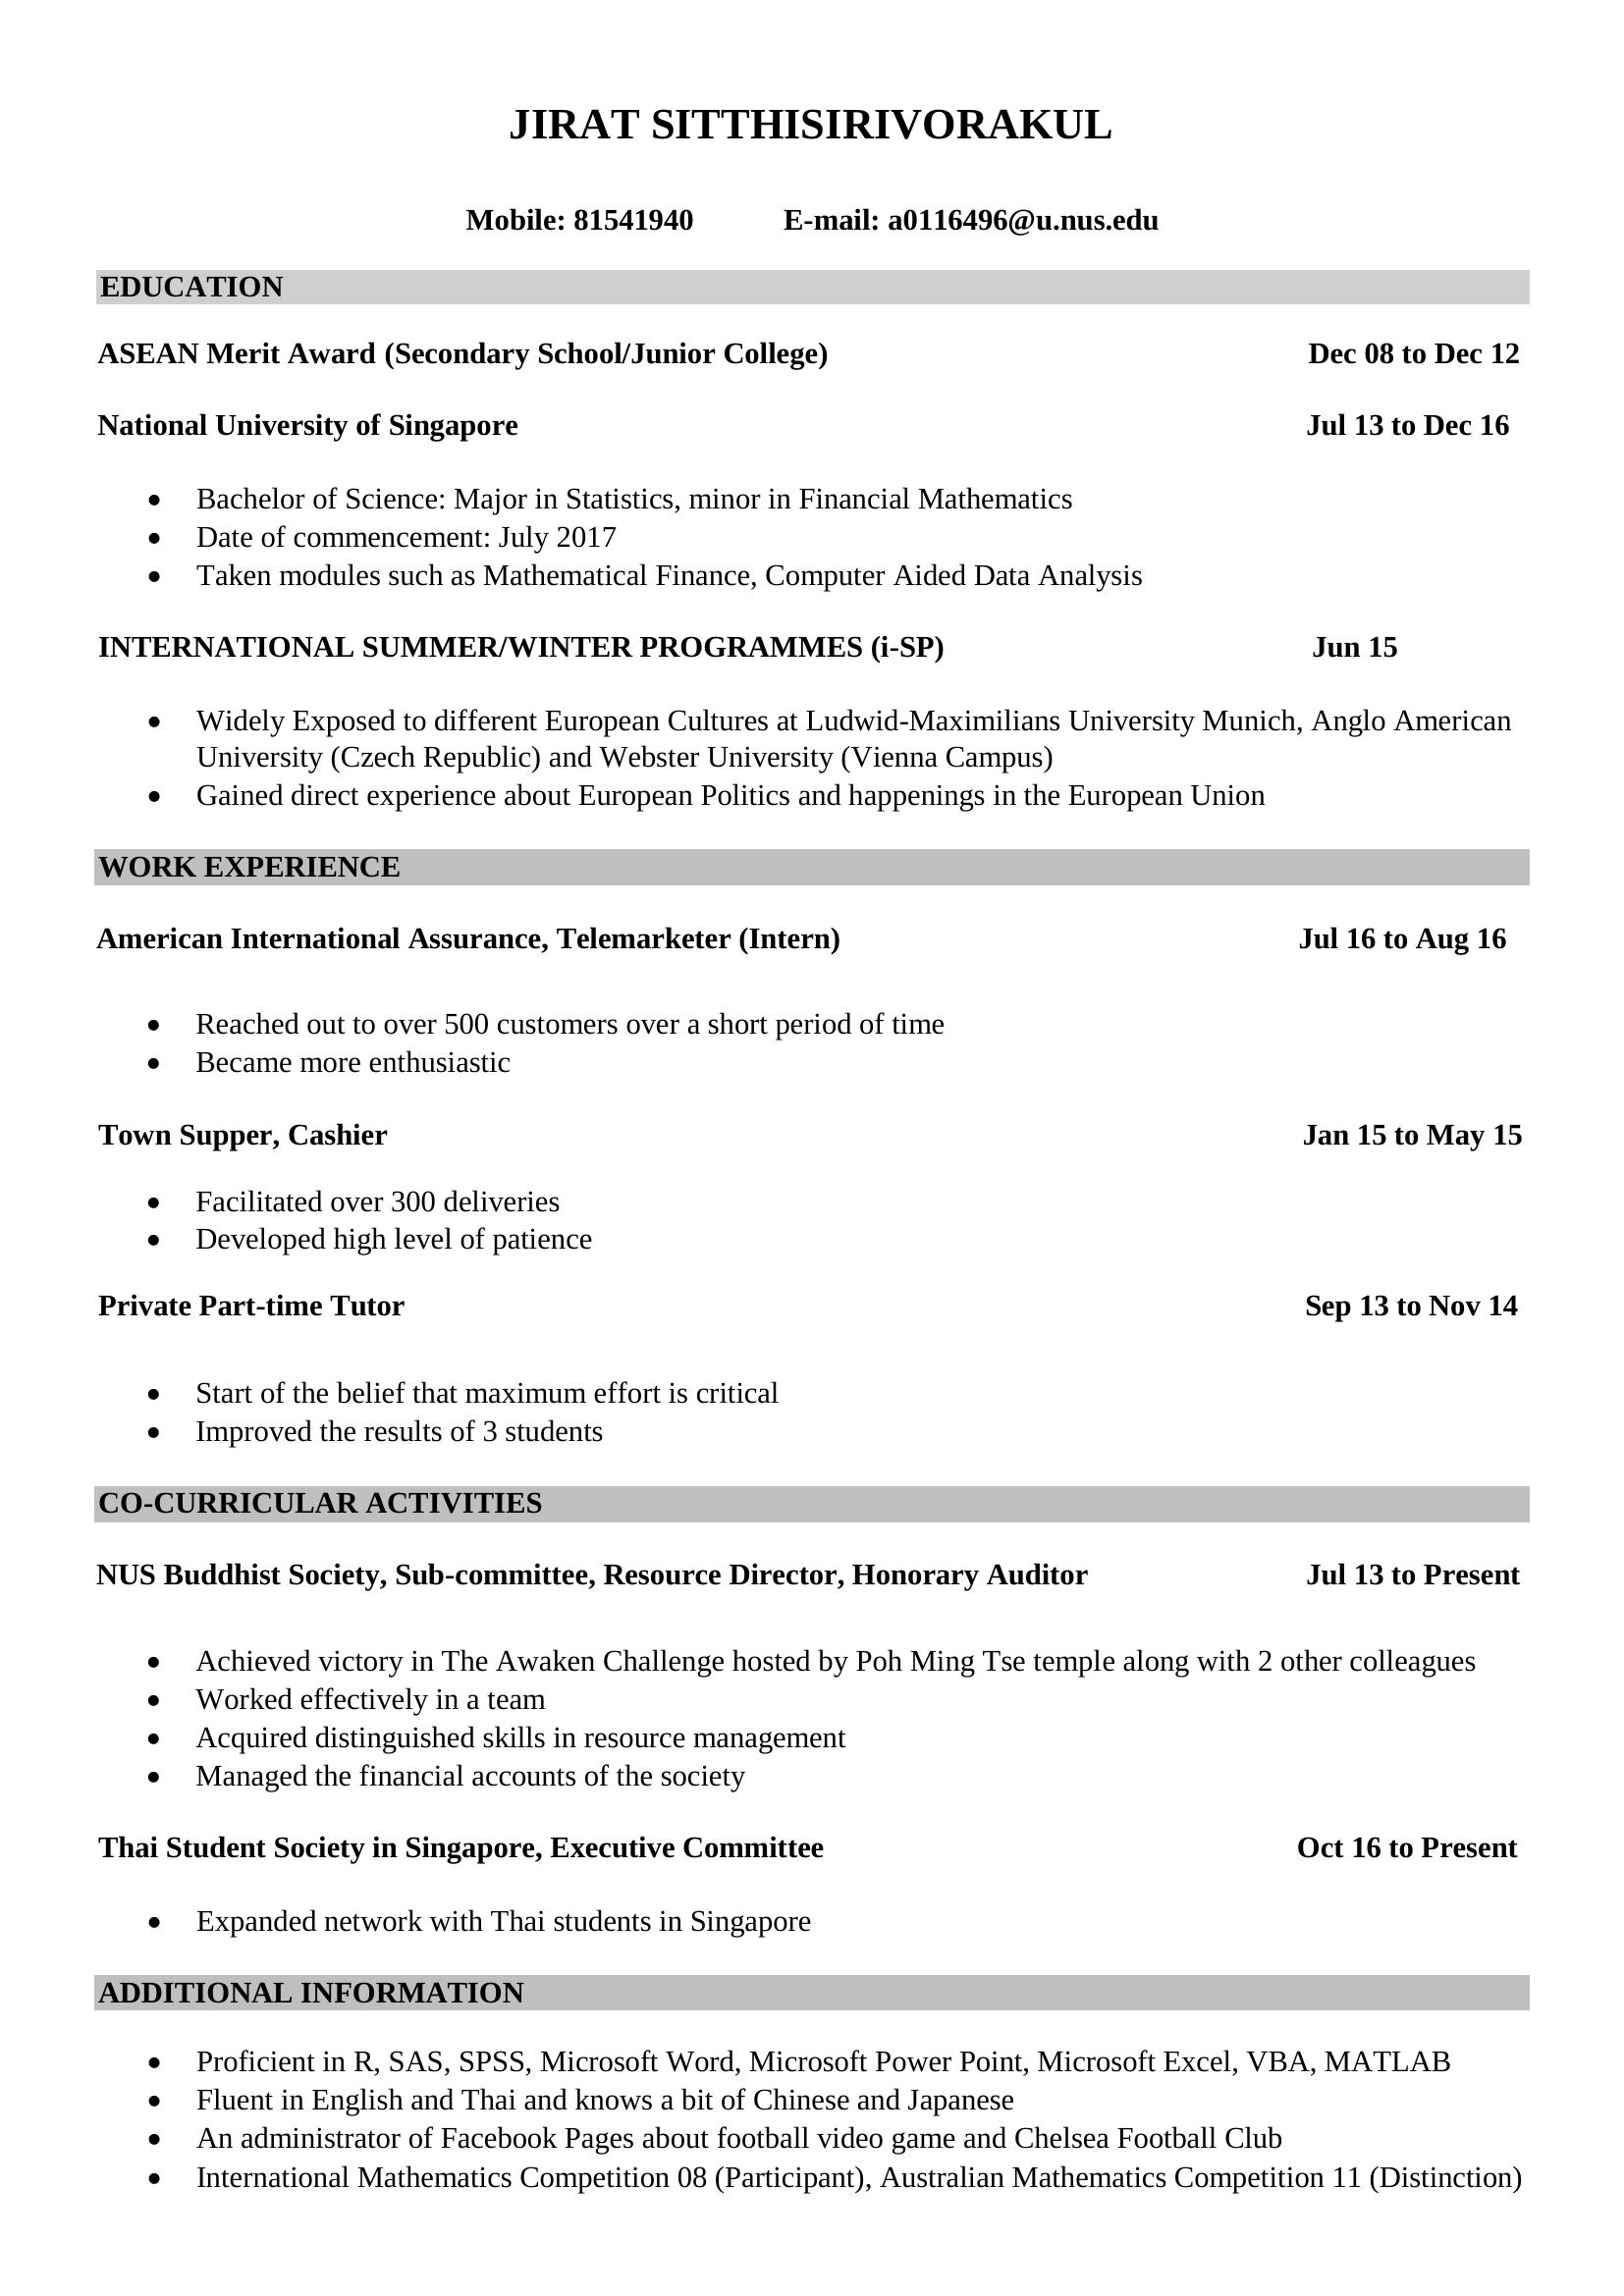 JIRAT SITTHISIRIVORAKUL
Mobile: 81541940 E-mail: a0116496@u.nus.edu
EDUCATION
ASEAN Merit Award (Secondary School/Junior College) Dec 08 to Dec 12
National University of Singapore Jul 13 to Dec 16
• Bachelor of Science: Major in Statistics, minor in Financial Mathematics
• Date of commencement: July 2017
• Taken modules such as Mathematical Finance, Computer Aided Data Analysis
INTERNATIONAL SUMMER/WINTER PROGRAMMES (i-SP) Jun 15
• Widely Exposed to different European Cultures at Ludwid-Maximilians University Munich, Anglo American
University (Czech Republic) and Webster University (Vienna Campus)
• Gained direct experience about European Politics and happenings in the European Union
WORK EXPERIENCE
American International Assurance, Telemarketer (Intern) Jul 16 to Aug 16
• Reached out to over 500 customers over a short period of time
• Became more enthusiastic
Town Supper, Cashier Jan 15 to May 15
• Facilitated over 300 deliveries
• Developed high level of patience
Private Part-time Tutor Sep 13 to Nov 14
• Start of the belief that maximum effort is critical
• Improved the results of 3 students
CO-CURRICULAR ACTIVITIES
NUS Buddhist Society, Sub-committee, Resource Director, Honorary Auditor Jul 13 to Present
• Achieved victory in The Awaken Challenge hosted by Poh Ming Tse temple along with 2 other colleagues
• Worked effectively in a team
• Acquired distinguished skills in resource management
• Managed the financial accounts of the society
Thai Student Society in Singapore, Executive Committee Oct 16 to Present
• Expanded network with Thai students in Singapore
ADDITIONAL INFORMATION
• Proficient in R, SAS, SPSS, Microsoft Word, Microsoft Power Point, Microsoft Excel, VBA, MATLAB
• Fluent in English and Thai and knows a bit of Chinese and Japanese
• An administrator of Facebook Pages about football video game and Chelsea Football Club
• International Mathematics Competition 08 (Participant), Australian Mathematics Competition 11 (Distinction)